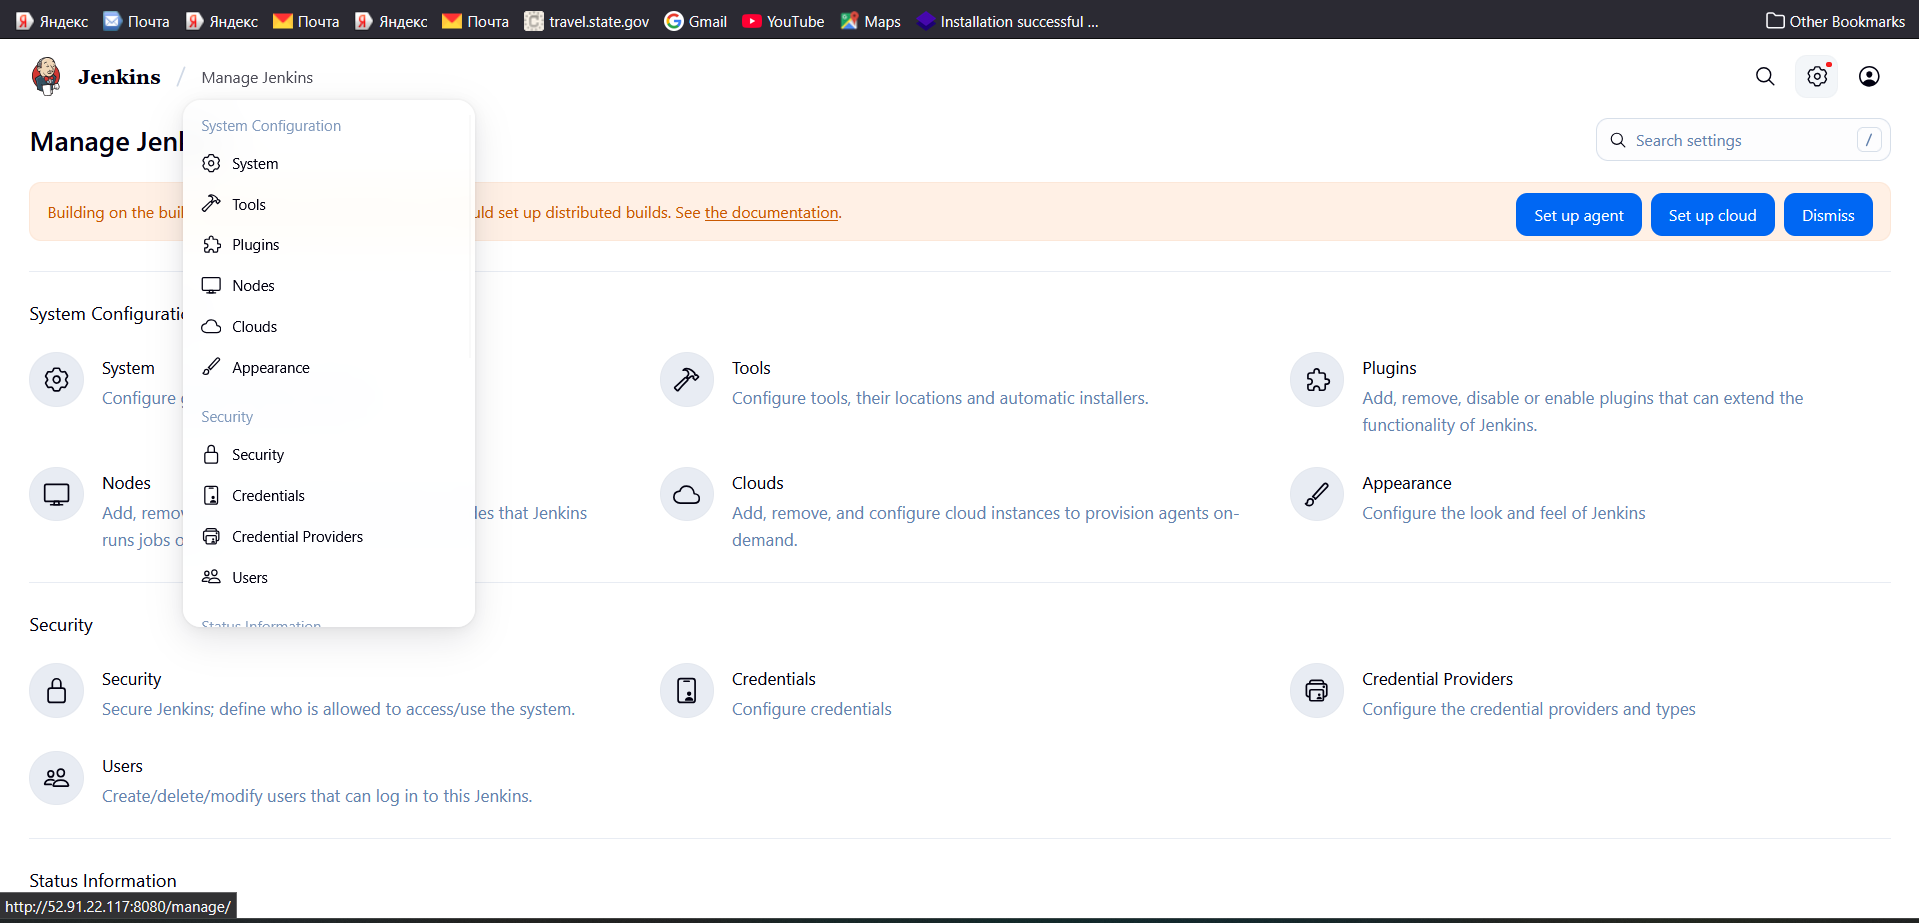 Яндекс Почта Яндекс Почта Яндекс Почта travel.state.gov Gmail YouTube Maps Installation successful ... Other Bookmarks
Jenkins / Manage Jenkins
System Configuration
Manage Jen
Search settings /
System
Tools
Building on the buil
uld set up distributed builds. See the documentation.
Set up agent Set up cloud Dismiss
Plugins
Nodes
Clouds
Appearance
Security
Security
Credentials
Credential Providers
Users
Status Information
System Configurati
System
Configure
Tools
Configure tools, their locations and automatic installers.
Plugins
Add, remove, disable or enable plugins that can extend the
functionality of Jenkins.
Nodes
Add, remov des that Jenkins
runs jobs o
Clouds
Add, remove, and configure cloud instances to provision agents on-
demand.
Appearance
Configure the look and feel of Jenkins
Security
Security
Secure Jenkins; define who is allowed to access/use the system.
Credentials
Configure credentials
Credential Providers
Configure the credential providers and types
Users
Create/delete/modify users that can log in to this Jenkins.
Status Information
http://52.91.22.117:8080/manage/